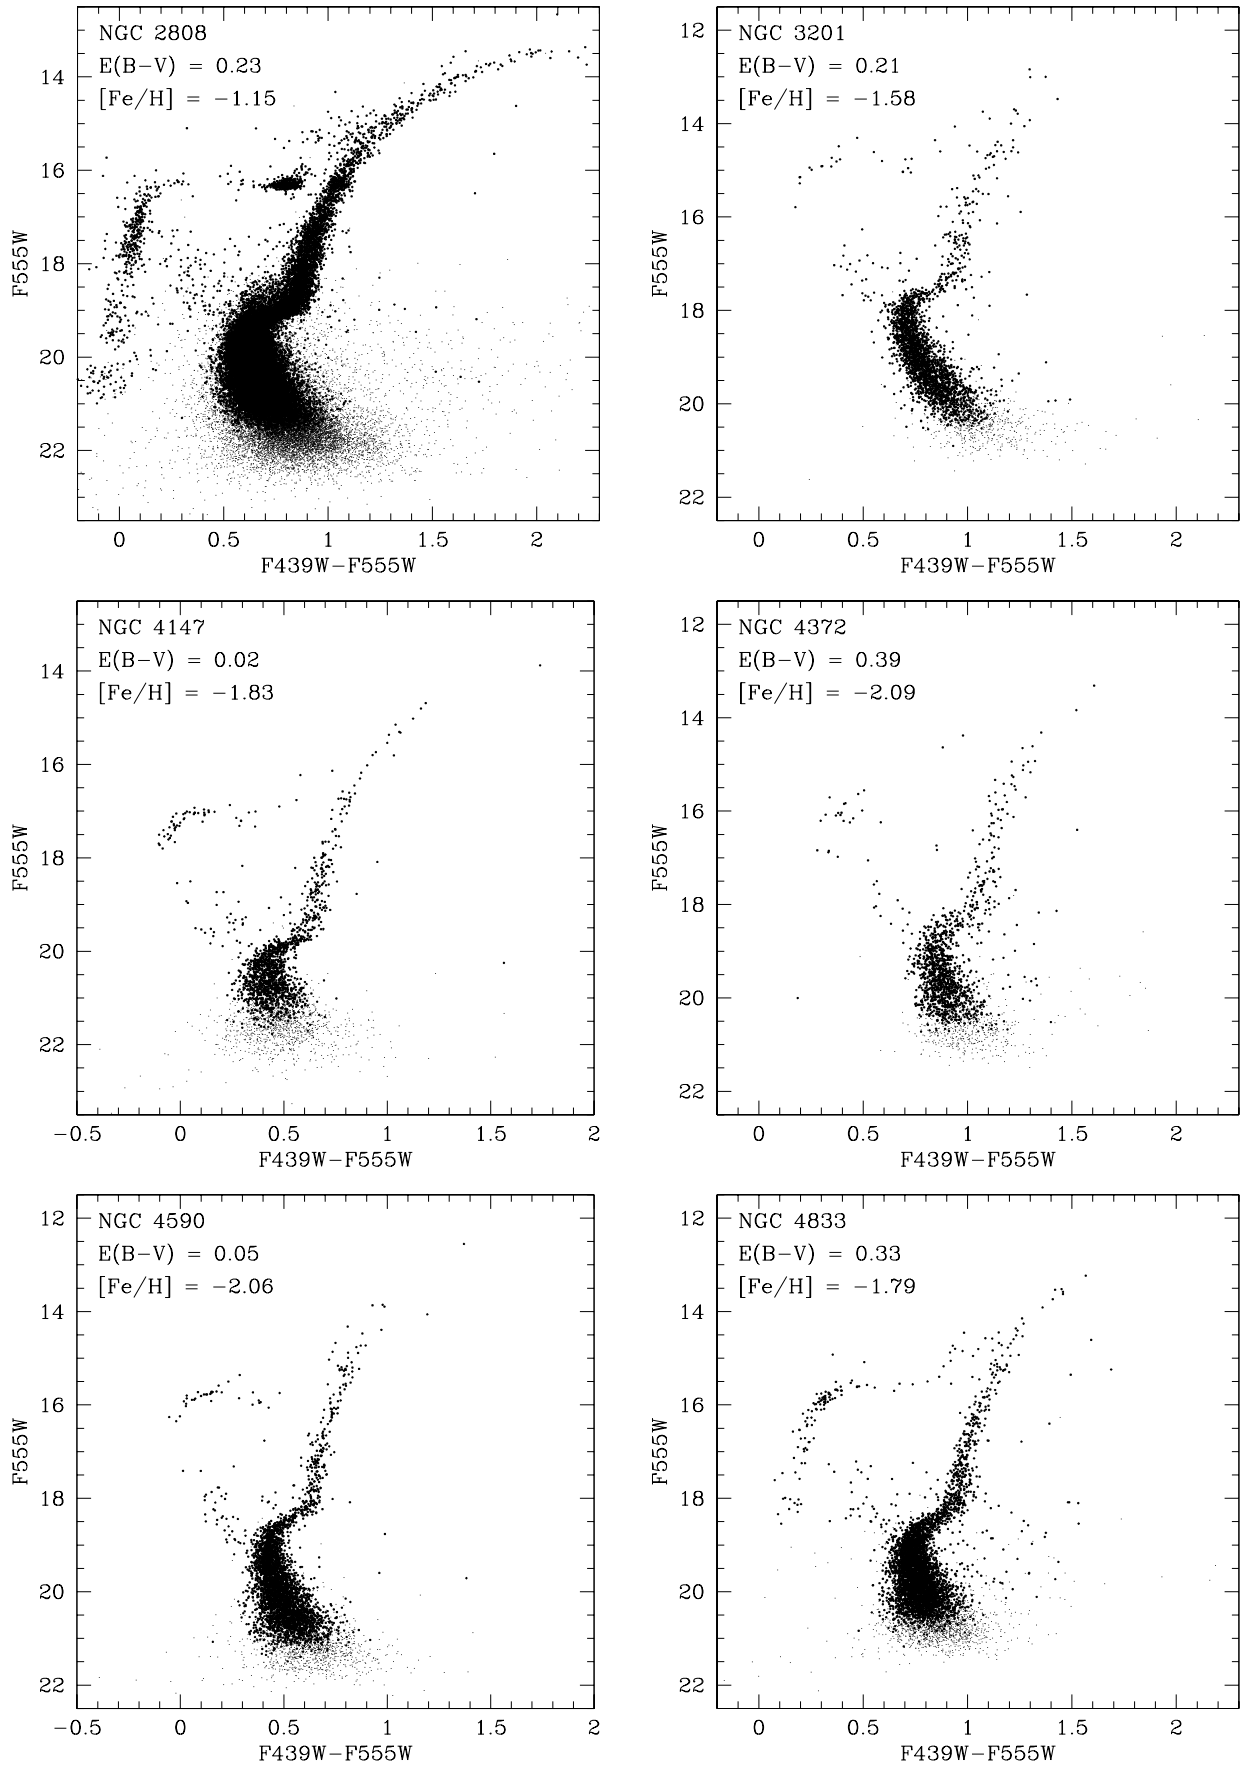 NGC 2808
E(B−V) = 0.23
[Fe/H] = −1.15
14
16
18
20
22
F555W
0 0.5 1 1.5 2
F439W−F555W
NGC 3201
E(B−V) = 0.21
[Fe/H] = −1.58
12
14
16
18
20
22
F555W
0 0.5 1 1.5 2
F439W−F555W
NGC 4147
E(B−V) = 0.02
[Fe/H] = −1.83
14
16
18
20
22
F555W
−0.5 0 0.5 1 1.5 2
F439W−F555W
NGC 4372
E(B−V) = 0.39
[Fe/H] = −2.09
12
14
16
18
20
22
F555W
0 0.5 1 1.5 2
F439W−F555W
NGC 4590
E(B−V) = 0.05
[Fe/H] = −2.06
12
14
16
18
20
22
F555W
−0.5 0 0.5 1 1.5 2
F439W−F555W
NGC 4833
E(B−V) = 0.33
[Fe/H] = −1.79
12
14
16
18
20
22
F555W
0 0.5 1 1.5 2
F439W−F555W